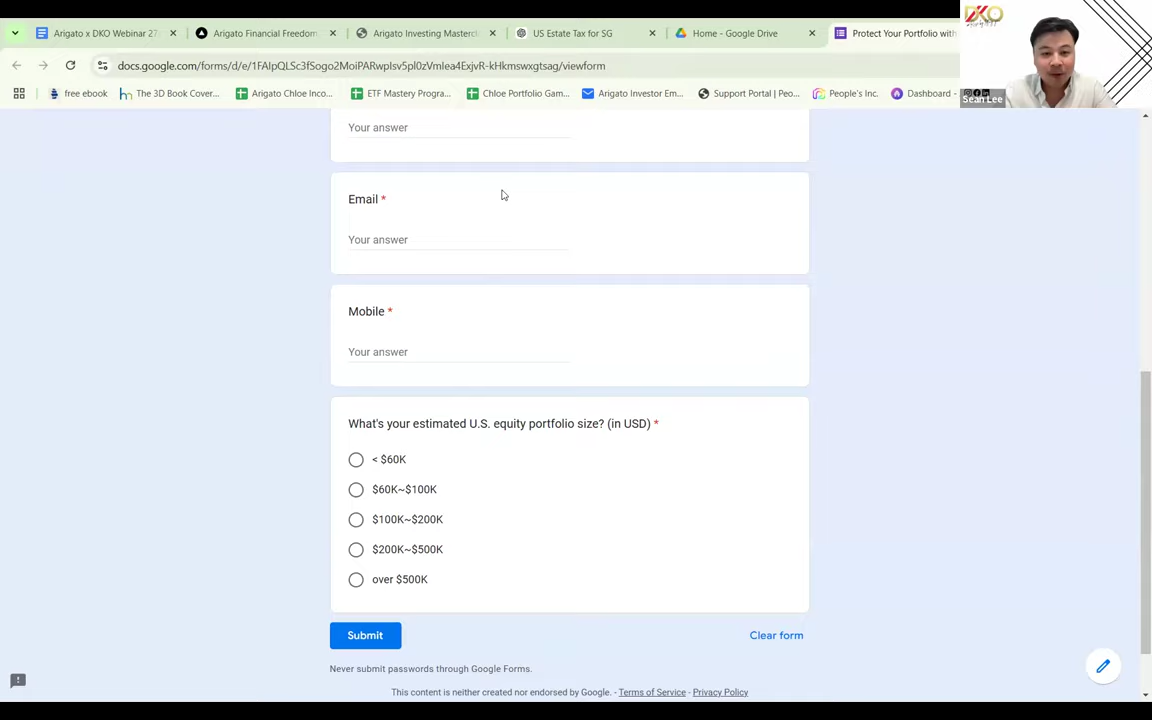 Arigato x DKO Webinar 27
Arigato Financial Freedom
Arigato Investing Mastercl
US Estate Tax for SG
Home - Google Drive
Protect Your Portfolio with
DKO
docs.google.com/forms/d/e/1FAIpQLSc3fSogo2MoiPARwpIsv5pl0zVmlea4ExjvR-kHkmswxgtsag/viewform
free ebook
The 3D Book Cover...
Arigato Chloe Inco...
ETF Mastery Progra...
Chloe Portfolio Gam...
Arigato Investor Em...
Support Portal | Peo...
People's Inc.
Dashboard -
Sean Lee
Your answer
Email *
Your answer
Mobile *
Your answer
What's your estimated U.S. equity portfolio size? (in USD) *
< $60K
$60K~$100K
$100K~$200K
$200K~$500K
over $500K
Submit
Clear form
Never submit passwords through Google Forms.
This content is neither created nor endorsed by Google. - Terms of Service - Privacy Policy